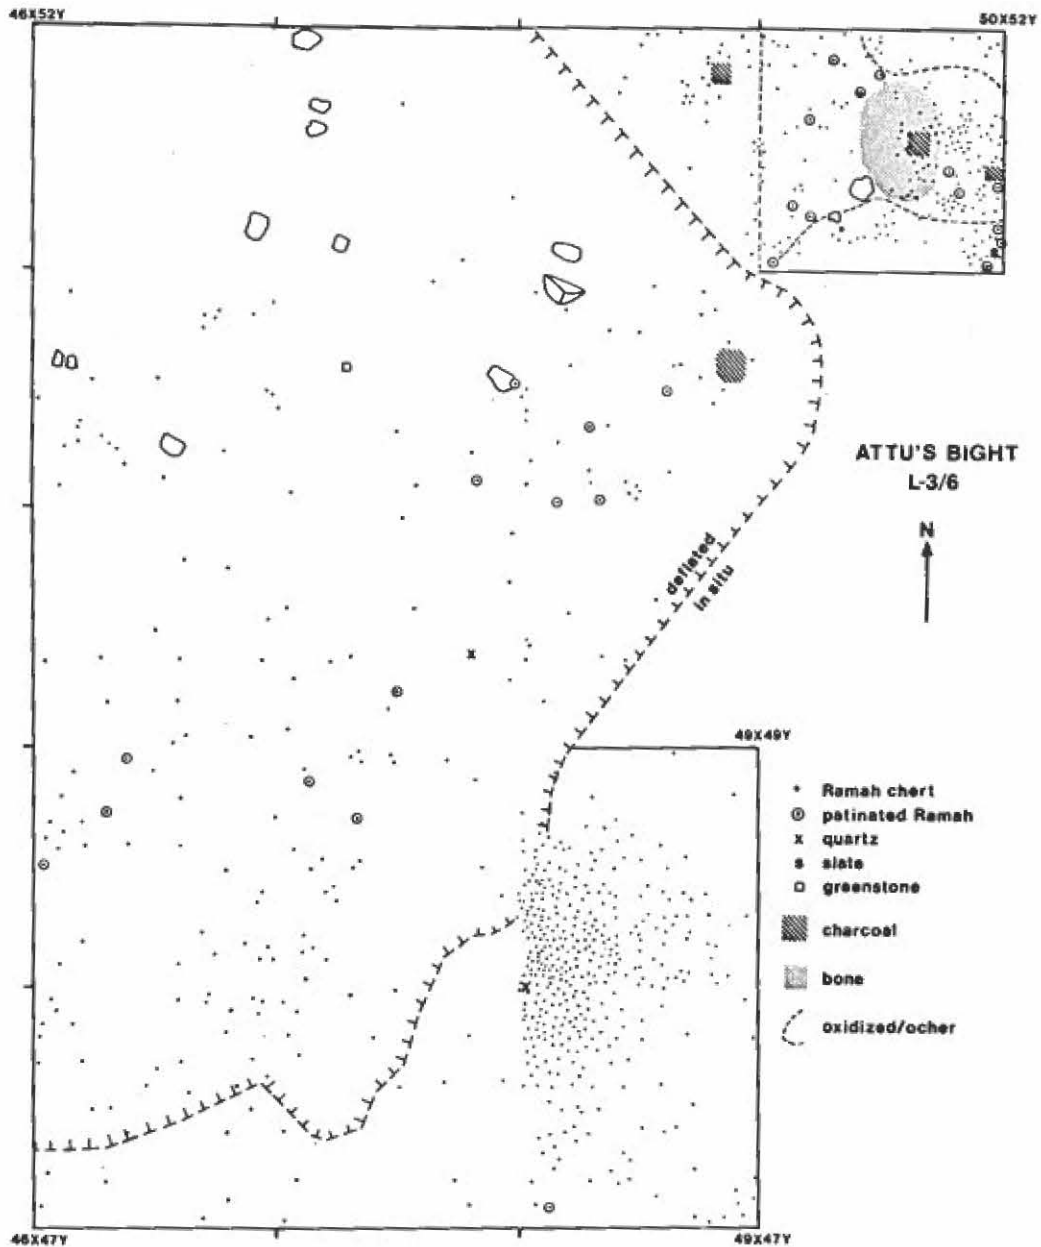 46X52Y
50X52Y
ATTU'S BIGHT
L-3/6
N
deflated
in situ
49X49Y
Ramah chert
patinated Ramah
quartz
slate
greenstone
charcoal
bone
oxidized/ocher
46X47Y
49X47Y